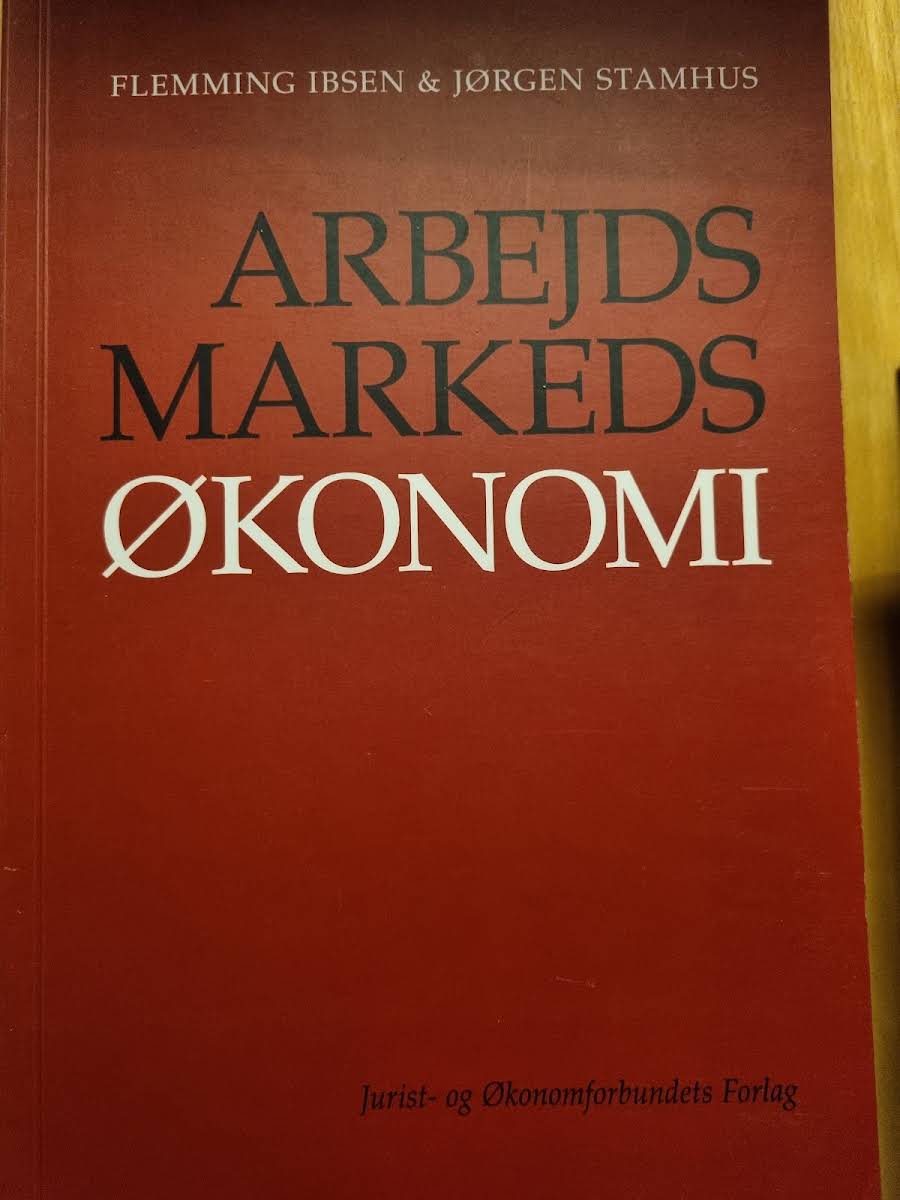 FLEMMING IBSEN & JØRGEN STAMHUS
ARBEJDS
MARKEDS
ØKONOMI
Jurist- og Økonomforbundets Forlag